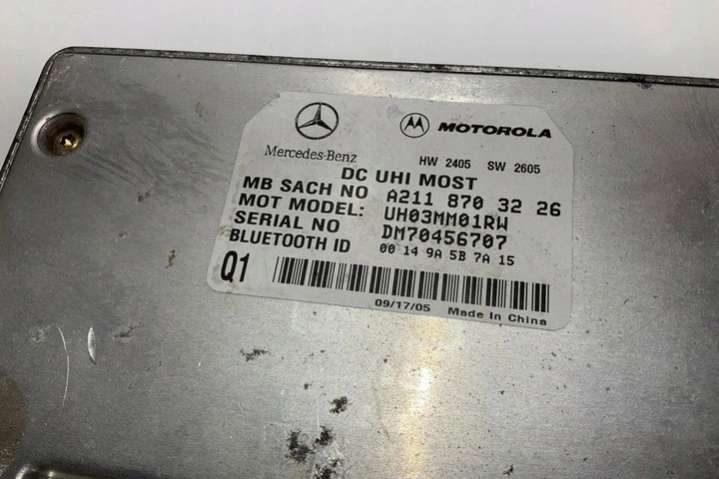 Mercedes-Benz
MOTOROLA
HW 2405 SW 2605
DC UHI MOST
MB SACH NO A211 870 32 26
MOT MODEL: UH03MM01RW
SERIAL NO DM70456707
BLUETOOTH ID 00 14 9A 5B 7A 15
Q1
09/17/05 Made In China